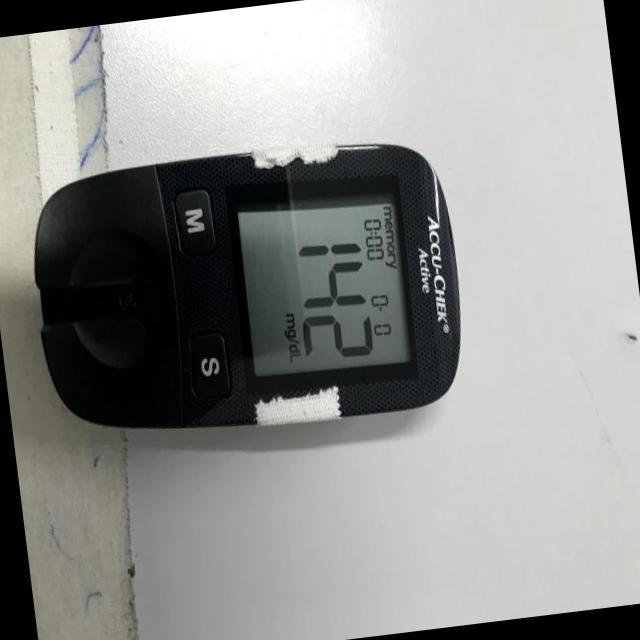 ACCU-CHEK®
Active
memory
0:00 0-0
142
mg/dL
M S